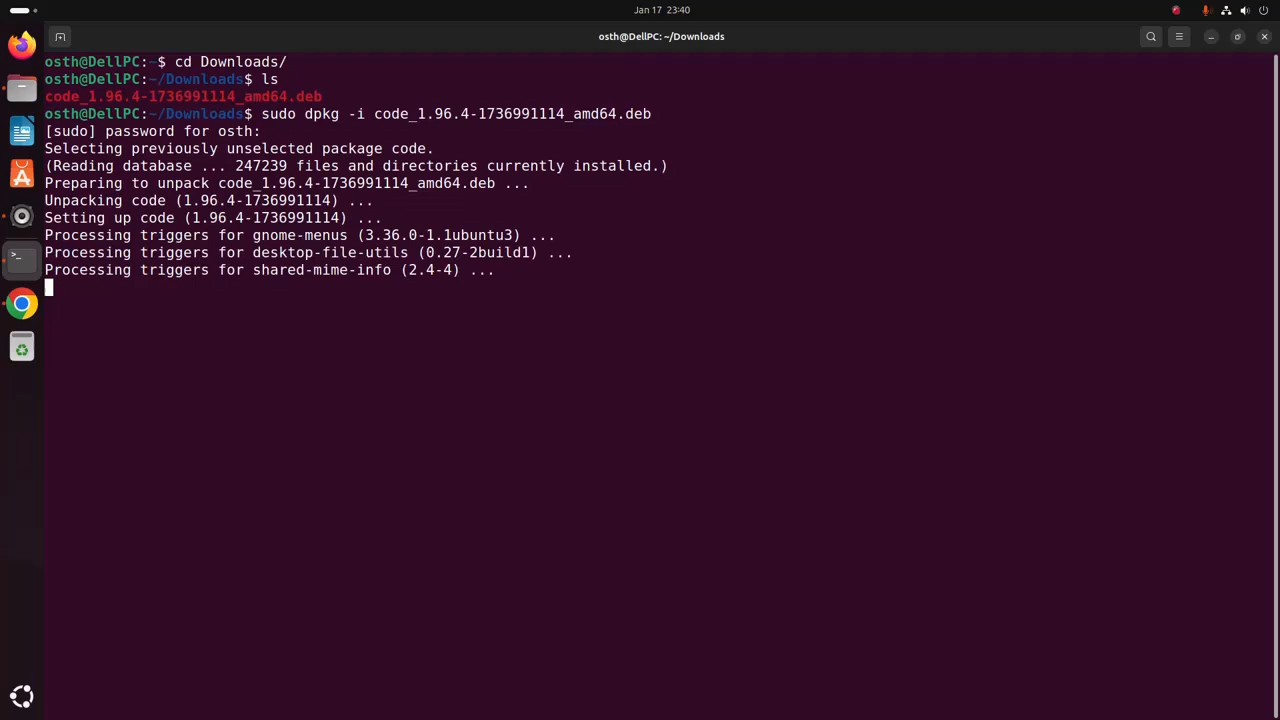 Jan 17 23:40
osth@DellPC: ~/Downloads
osth@DellPC:~$ cd Downloads/
osth@DellPC:~/Downloads$ ls
code_1.96.4-1736991114_amd64.deb
osth@DellPC:~/Downloads$ sudo dpkg -i code_1.96.4-1736991114_amd64.deb
[sudo] password for osth:
Selecting previously unselected package code.
(Reading database ... 247239 files and directories currently installed.)
Preparing to unpack code_1.96.4-1736991114_amd64.deb ...
Unpacking code (1.96.4-1736991114) ...
Setting up code (1.96.4-1736991114) ...
Processing triggers for gnome-menus (3.36.0-1.1ubuntu3) ...
Processing triggers for desktop-file-utils (0.27-2build1) ...
Processing triggers for shared-mime-info (2.4-4) ...